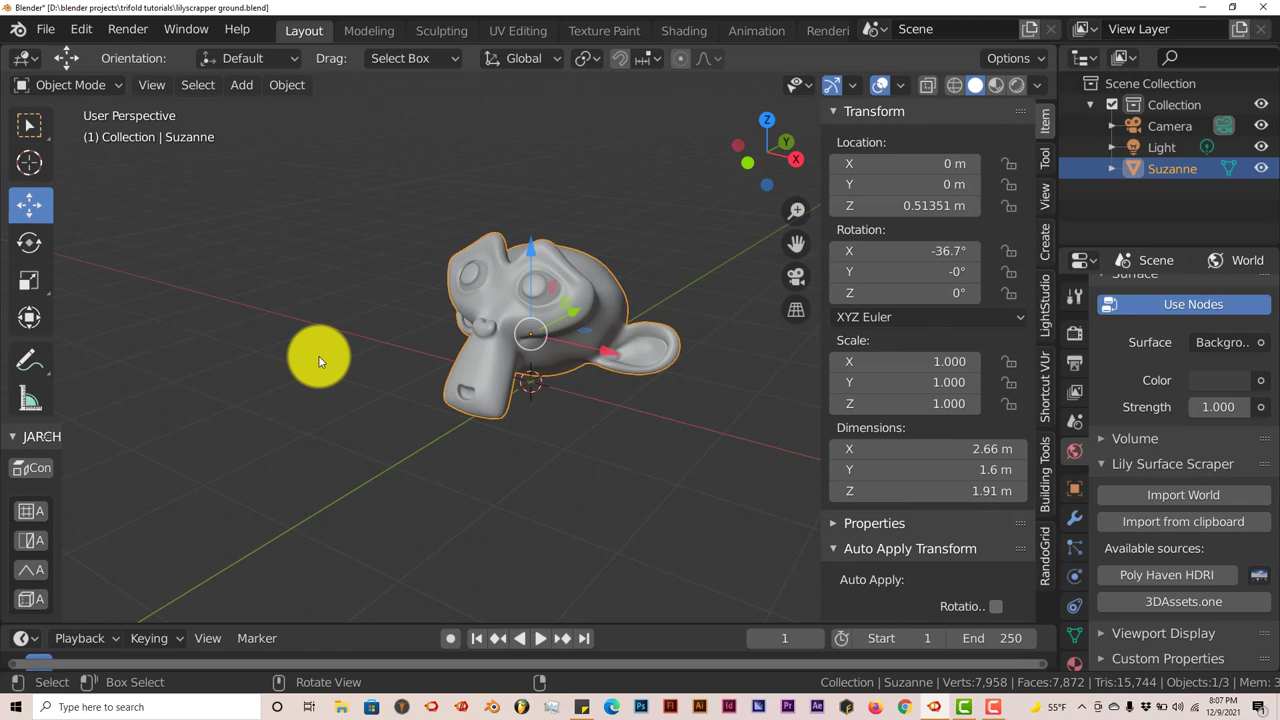 Blender* [D:\blender projects\trifold tutorials\lilyscrapper ground.blend]
File Edit Render Window Help Layout Modeling Sculpting UV Editing Texture Paint Shading Animation Renderi Scene View Layer
Orientation: Default Drag: Select Box Global Options
Object Mode View Select Add Object
User Perspective
(1) Collection | Suzanne
Z
Y
X
JARCH
Con
A
A
A
A
Transform
Location:
X 0 m
Y 0 m
Z 0.51351 m
Rotation:
X -36.7°
Y -0°
Z 0°
XYZ Euler
Scale:
X 1.000
Y 1.000
Z 1.000
Dimensions:
X 2.66 m
Y 1.6 m
Z 1.91 m
Properties
Auto Apply Transform
Auto Apply:
Rotatio..
Item
Tool
View
Create
LightStudio
Shortcut VUr
Building Tools
RandoGrid
Scene Collection
Collection
Camera
Light
Suzanne
Scene World
Surface
Use Nodes
Surface Backgro..
Color
Strength 1.000
Volume
Lily Surface Scraper
Import World
Import from clipboard
Available sources:
Poly Haven HDRI
3DAssets.one
Viewport Display
Custom Properties
Playback Keying View Marker 1 Start 1 End 250
Select Box Select Rotate View Collection | Suzanne Verts:7,958 | Faces:7,872 | Tris:15,744 | Objects:1/3 | Mem: 3
Type here to search 55°F 8:07 PM
12/9/2021